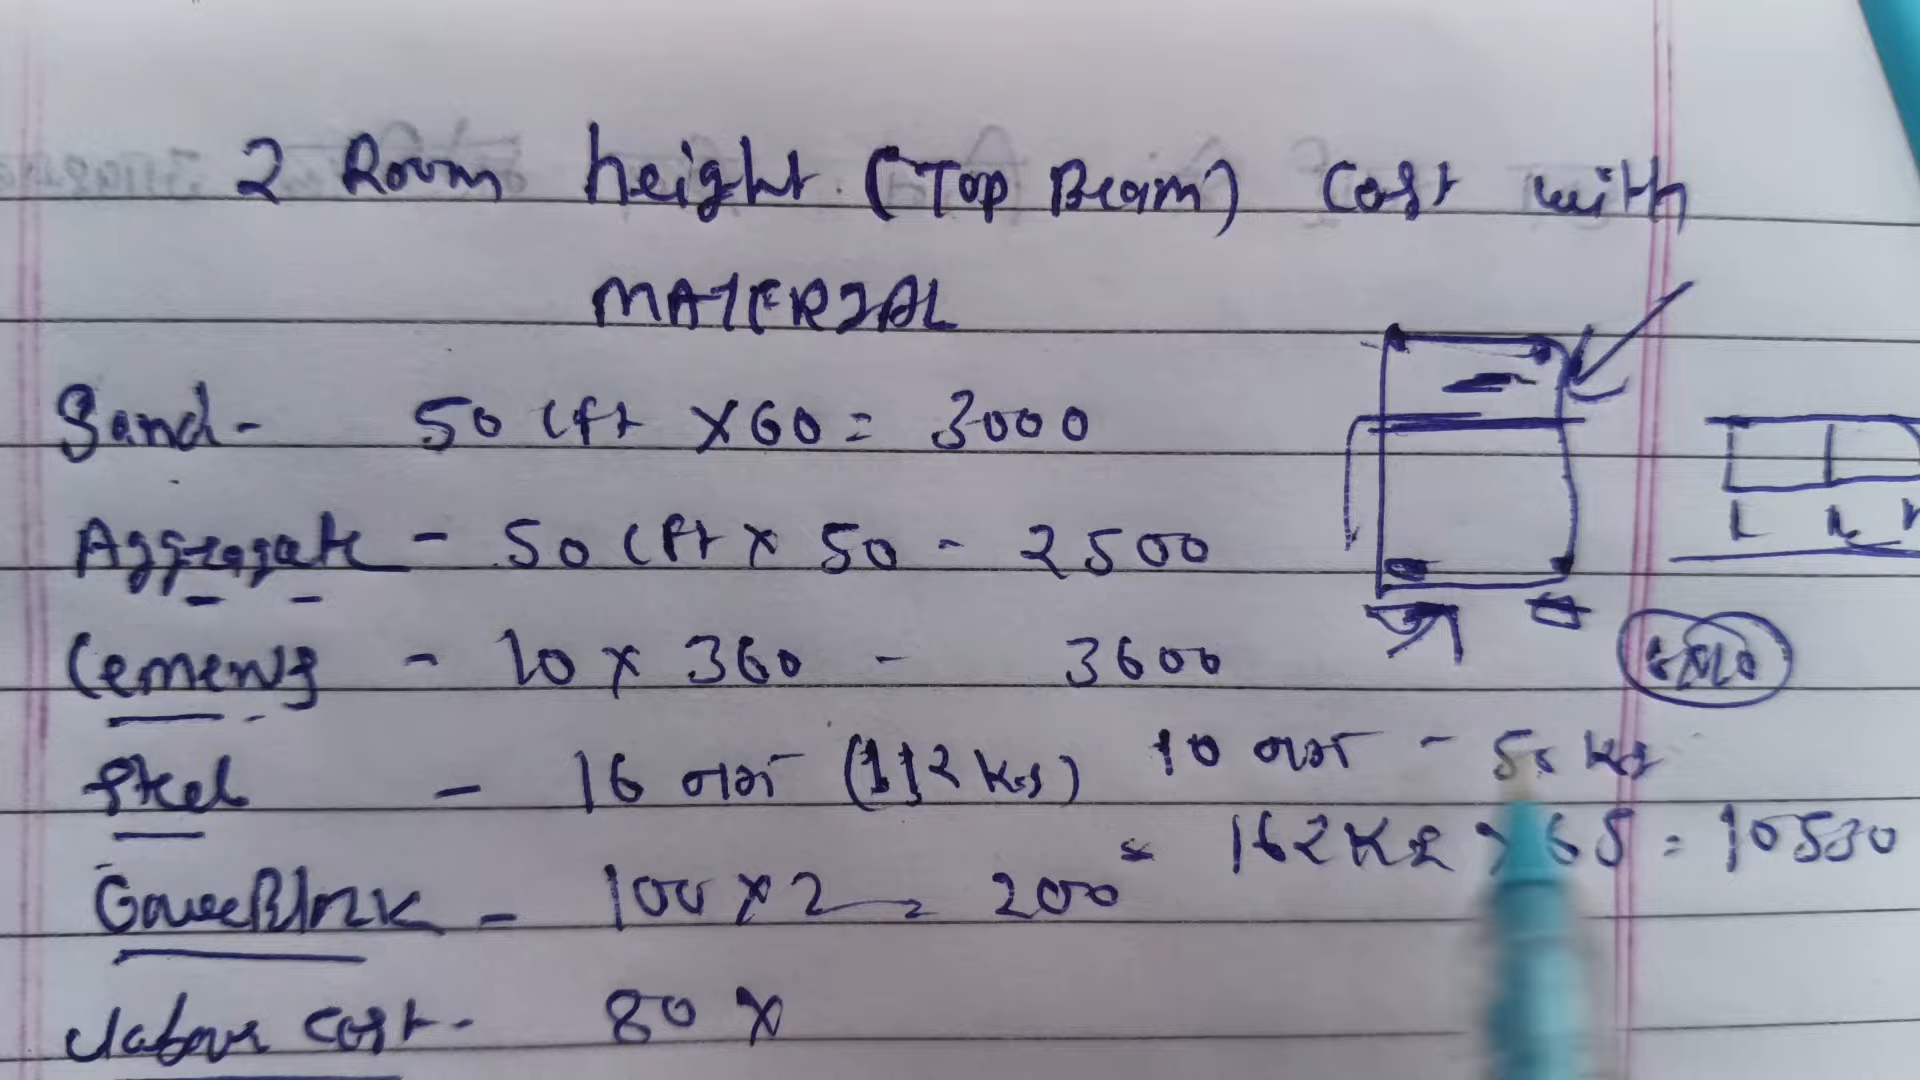 2 Room height (Top Beam) Cost with
MATERIAL
Sand - 50 Cft X 60 = 3000
Aggregate - 50 Cft x 50 - 2500
Cement - 10 x 360 - 3600
Steel - 16 नग (112 Kg) 10 नग - 50 Kg
= 162 Kg x 65 = 10530
CoverBlock - 100 x 2 = 200
Labour Cost - 80 X